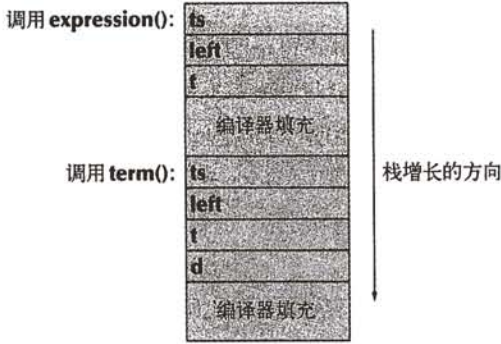 调用 expression(): ts
left
t
编译器填充
调用 term(): ts
栈增长的方向
left
t
d
编译器填充